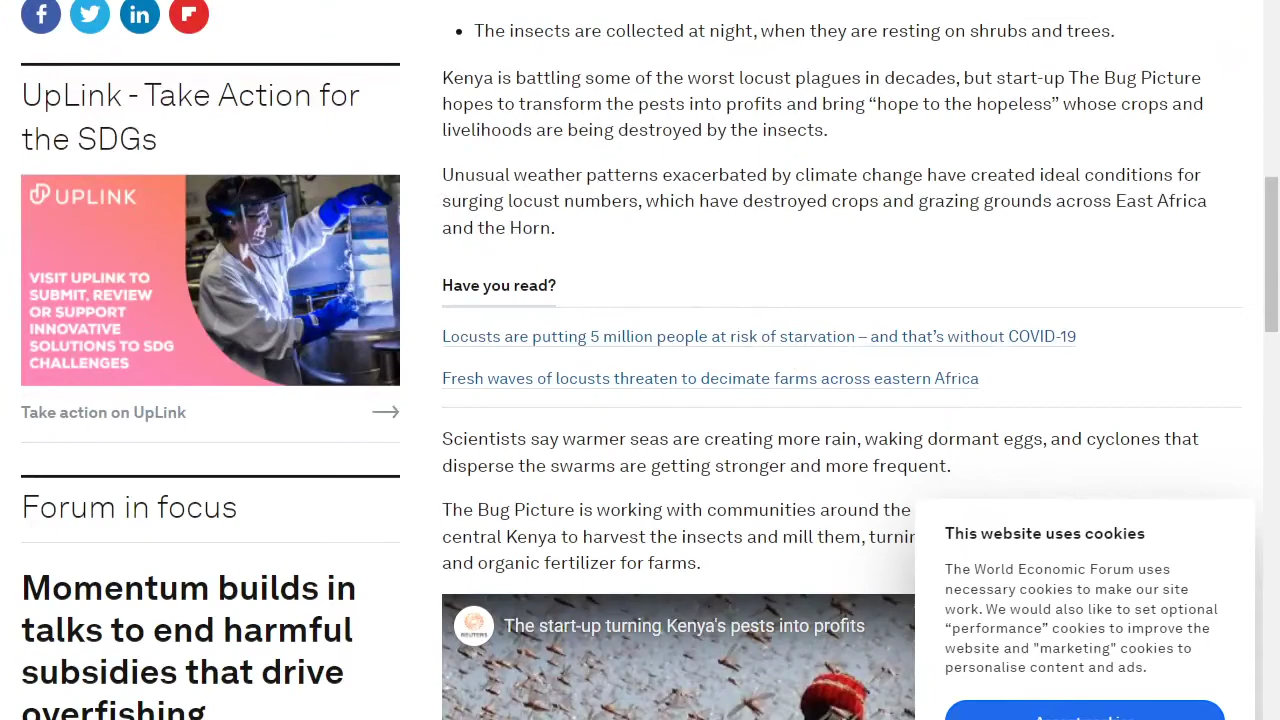 UpLink - Take Action for
the SDGs
UPLINK
VISIT UPLINK TO
SUBMIT, REVIEW
OR SUPPORT
INNOVATIVE
SOLUTIONS TO SDG
CHALLENGES
Take action on UpLink
Forum in focus
Momentum builds in
talks to end harmful
subsidies that drive
overfishing
The insects are collected at night, when they are resting on shrubs and trees.
Kenya is battling some of the worst locust plagues in decades, but start-up The Bug Picture
hopes to transform the pests into profits and bring “hope to the hopeless” whose crops and
livelihoods are being destroyed by the insects.
Unusual weather patterns exacerbated by climate change have created ideal conditions for
surging locust numbers, which have destroyed crops and grazing grounds across East Africa
and the Horn.
Have you read?
Locusts are putting 5 million people at risk of starvation – and that’s without COVID-19
Fresh waves of locusts threaten to decimate farms across eastern Africa
Scientists say warmer seas are creating more rain, waking dormant eggs, and cyclones that
disperse the swarms are getting stronger and more frequent.
The Bug Picture is working with communities around the
central Kenya to harvest the insects and mill them,
and organic fertilizer for farms.
REUTERS
The start-up turning Kenya's pests into profits
This website uses cookies
The World Economic Forum uses
necessary cookies to make our site
work. We would also like to set optional
“performance” cookies to improve the
website and "marketing" cookies to
personalise content and ads.